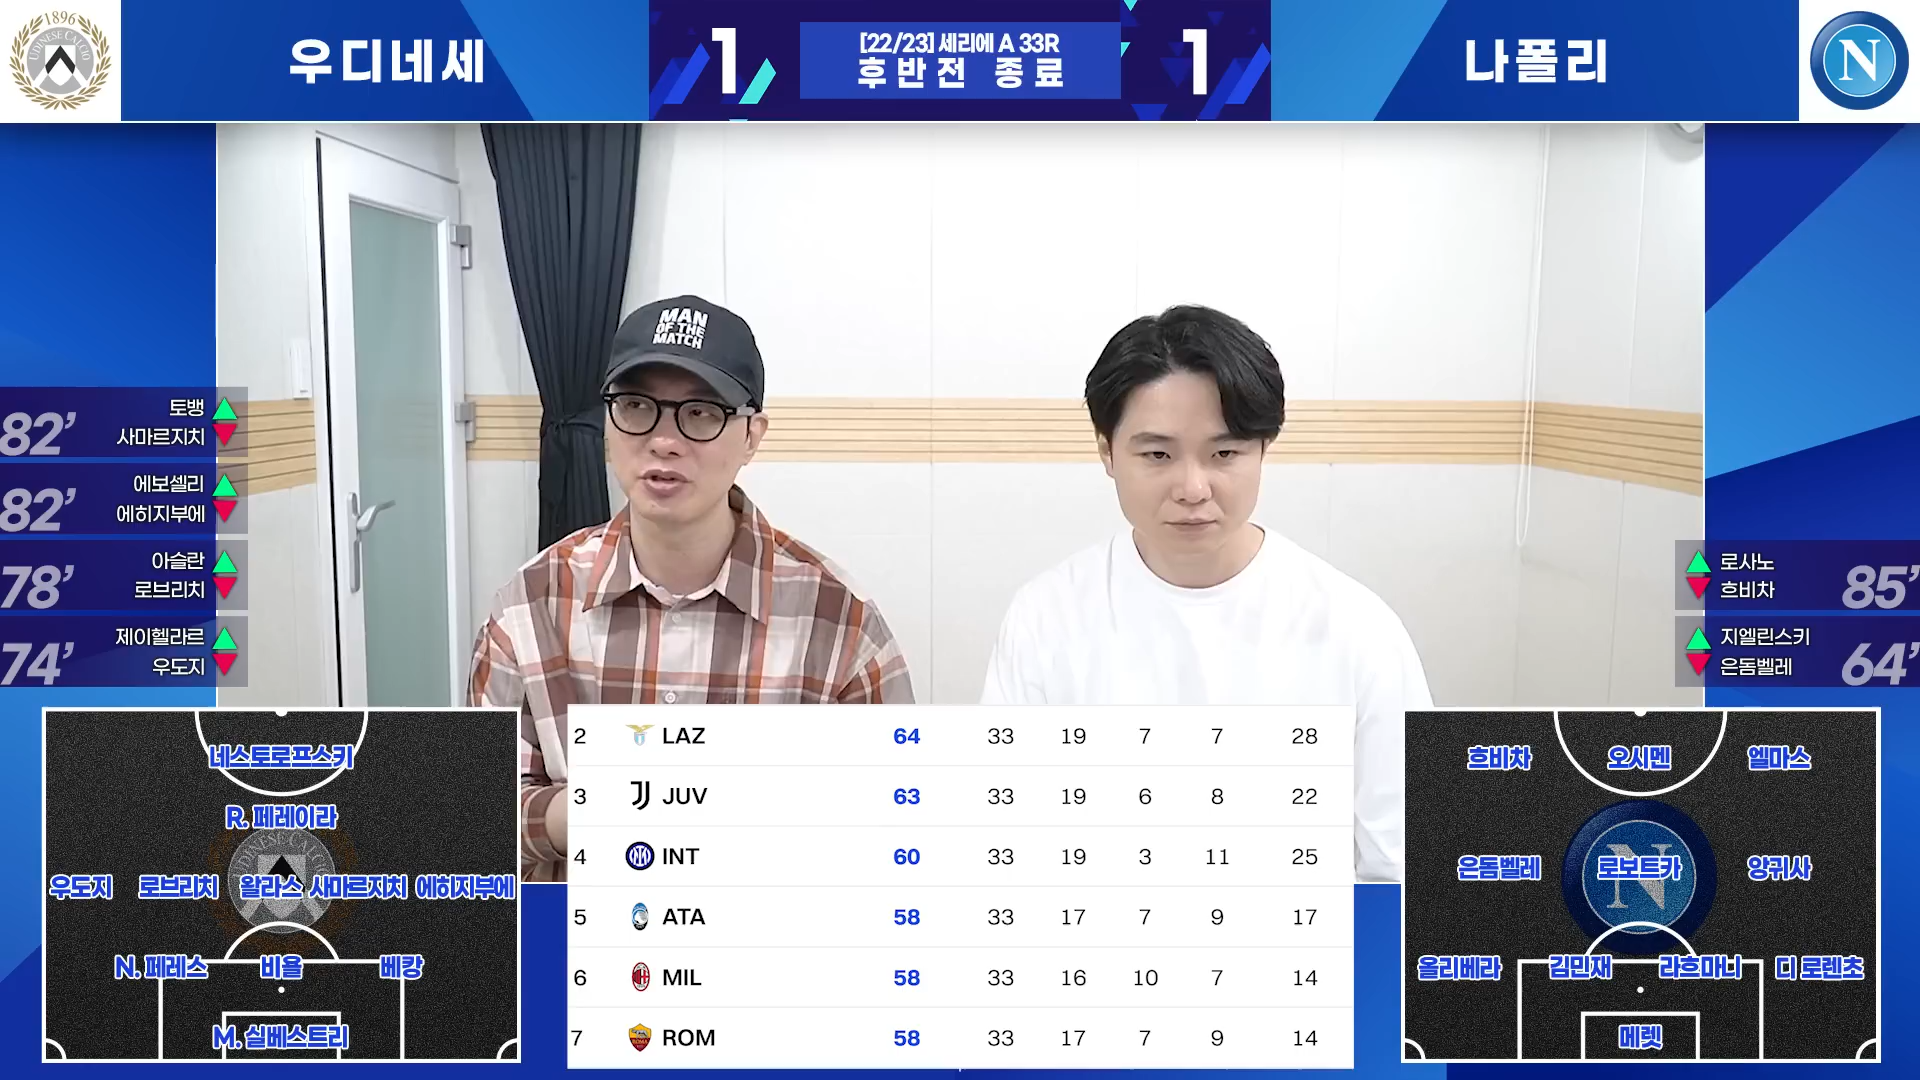 1896
UDINESE CALCIO
우디네세
1
[22/23] 세리에 A 33R
후반전 종료
1
나폴리
N
MAN
OF THE
MATCH
82’
토뱅
사마르지치
82’
에보셀리
에히지부에
78’
아슬란
로브리치
74’
제이헬라르
우도지
로사노
흐비차
85’
지엘린스키
은돔벨레
64’
네스토로프스키
R. 페레이라
우도지 로브리치 왈라스 사마르지치 에히지부에
N. 페레스 비욜 베캉
M. 실베스트리
2 LAZ 64 33 19 7 7 28
3 JUV 63 33 19 6 8 22
4 INT 60 33 19 3 11 25
5 ATA 58 33 17 7 9 17
6 MIL 58 33 16 10 7 14
7 ROM 58 33 17 7 9 14
흐비차 오시멘 엘마스
은돔벨레 로보트카 앙귀사
올리베라 김민재 라흐마니 디 로렌초
메렛